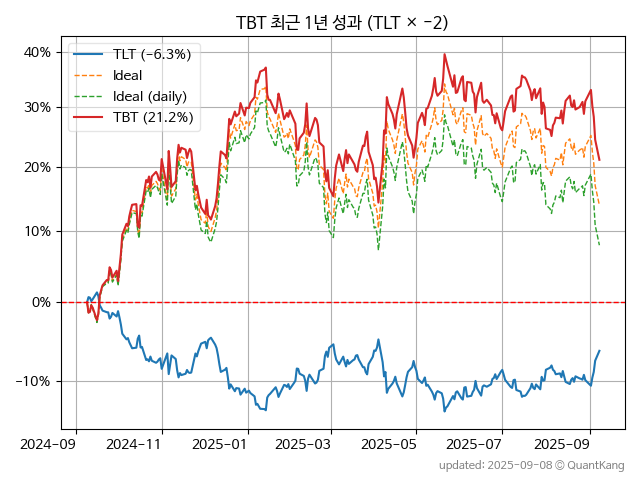 TBT 최근 1년 성과 (TLT × −2)
40%
30%
20%
10%
0%
−10%
TLT (−6.3%)
Ideal
Ideal (daily)
TBT (21.2%)
2024-09
2024-11
2025-01
2025-03
2025-05
2025-07
2025-09
updated: 2025-09-08 © QuantKang